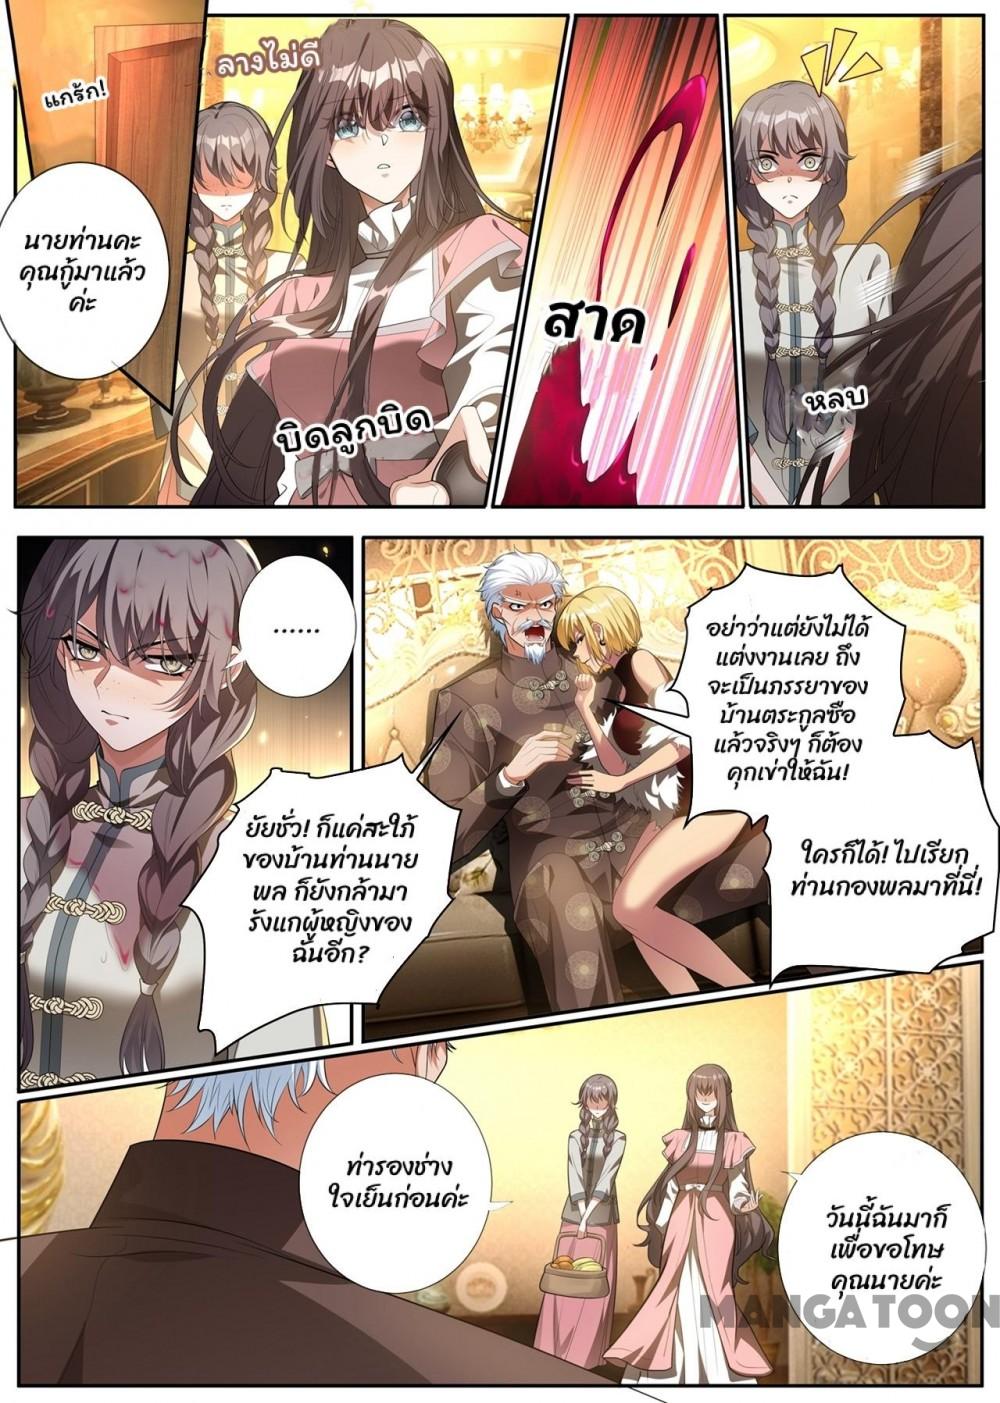 แกร้ก!
ลางไม่ดี
นายท่านคะ
คุณกู้มาแล้ว
ค่ะ
บิดลูกบิด
สาด
หลบ
......
ยัยชั่ว! ก็แค่สะใภ้
ของบ้านท่านนาย
พล ก็ยังกล้ามา
รังแกผู้หญิงของ
ฉันอีก?
อย่าว่าแต่ยังไม่ได้
แต่งงานเลย ถึง
จะเป็นภรรยาของ
บ้านตระกูลซือ
แล้วจริงๆ ก็ต้อง
คุกเข่าให้ฉัน!
ใครก็ได้! ไปเรียก
ท่านกองพลมาที่นี่!
ท่ารองช่าง
ใจเย็นก่อนค่ะ
วันนี้ฉันมาก็
เพื่อขอโทษ
คุณนายค่ะ
MANGATOON